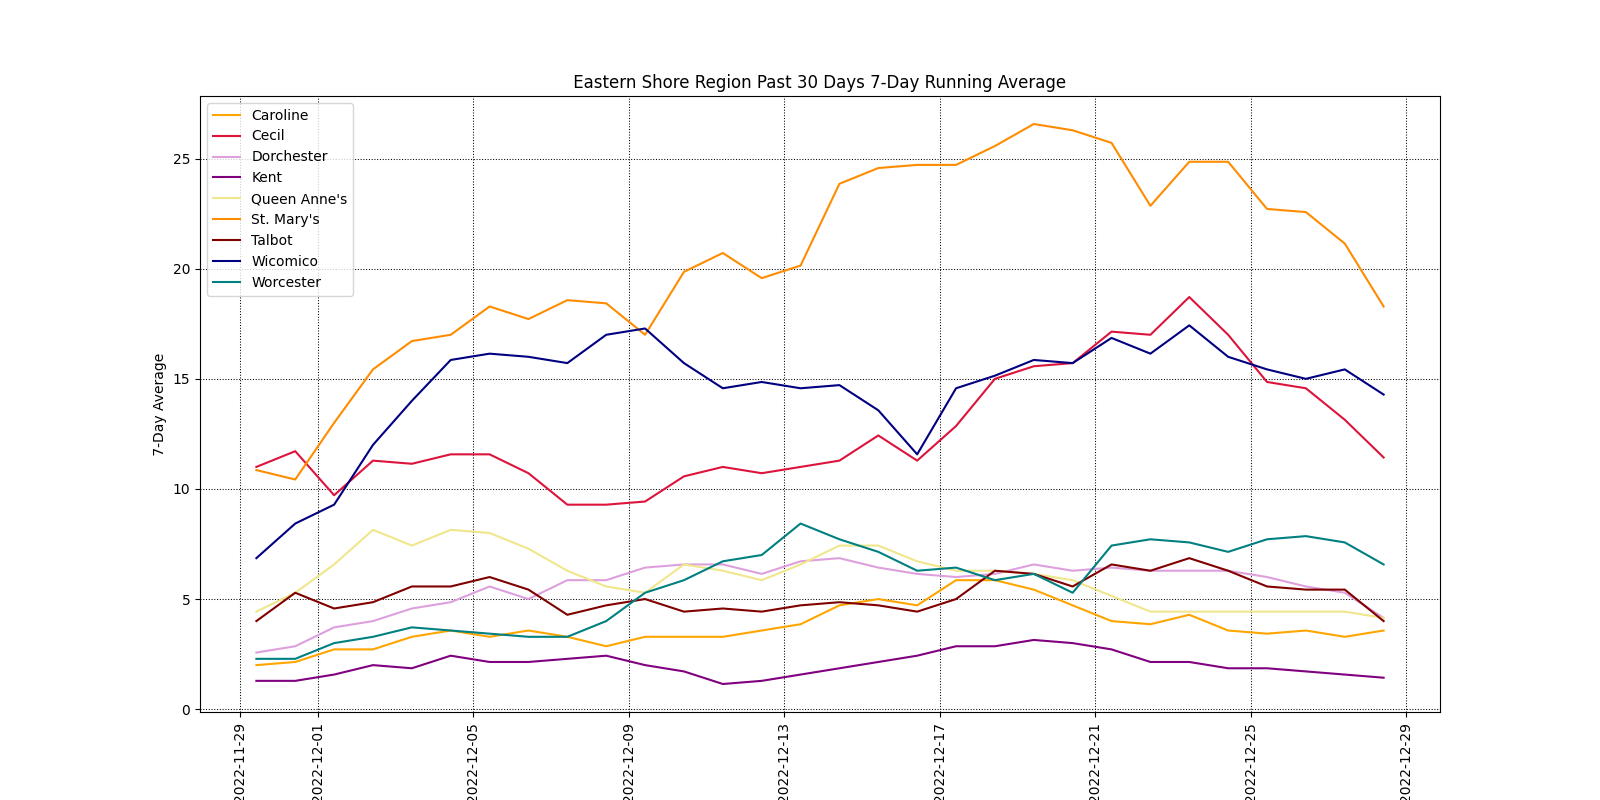 Eastern Shore Region Past 30 Days 7-Day Running Average
Caroline
Cecil
Dorchester
Kent
Queen Anne's
St. Mary's
Talbot
Wicomico
Worcester
7-Day Average
25
20
15
10
5
0
2022-11-29
2022-12-01
2022-12-05
2022-12-09
2022-12-13
2022-12-17
2022-12-21
2022-12-25
2022-12-29